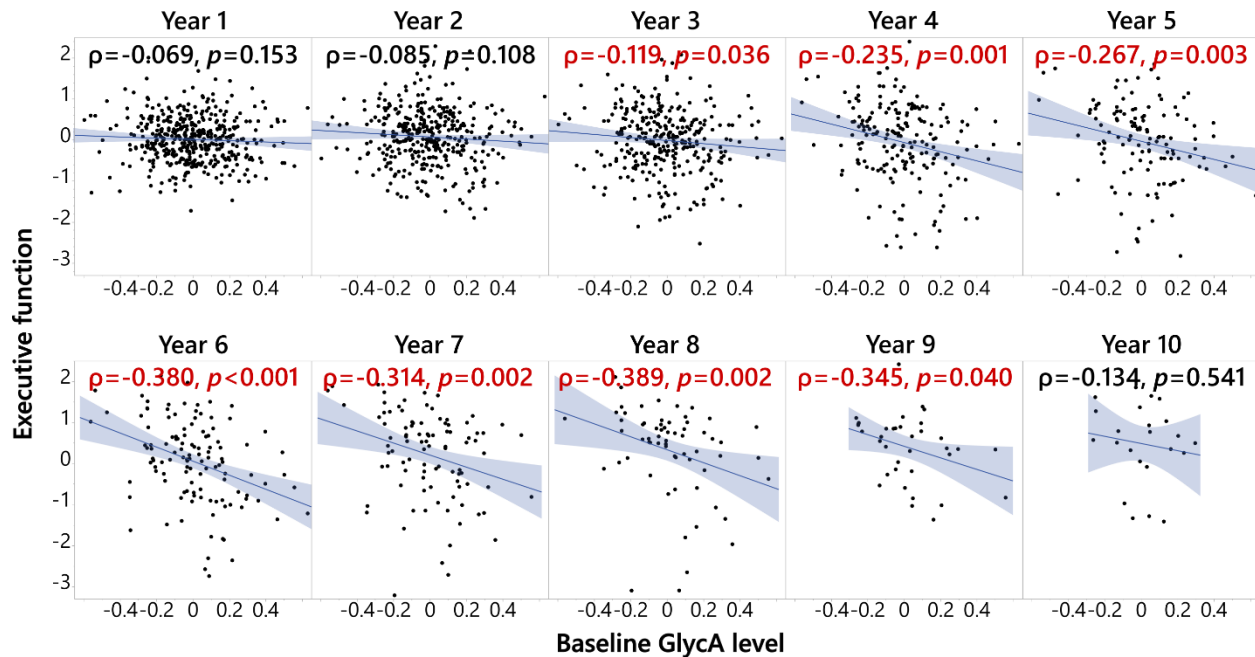 Year 1 Year 2 Year 3 Year 4 Year 5
ρ=-0.069, p=0.153 ρ=-0.085, p=0.108 ρ=-0.119, p=0.036 ρ=-0.235, p=0.001 ρ=-0.267, p=0.003
2
1
0
-1
-2
-3
-0.4 -0.2 0 0.2 0.4 -0.4 -0.2 0 0.2 0.4 -0.4 -0.2 0 0.2 0.4 -0.4 -0.2 0 0.2 0.4 -0.4 -0.2 0 0.2 0.4
Executive function
Year 6 Year 7 Year 8 Year 9 Year 10
ρ=-0.380, p<0.001 ρ=-0.314, p=0.002 ρ=-0.389, p=0.002 ρ=-0.345, p=0.040 ρ=-0.134, p=0.541
2
1
0
-1
-2
-3
-0.4 -0.2 0 0.2 0.4 -0.4 -0.2 0 0.2 0.4 -0.4 -0.2 0 0.2 0.4 -0.4 -0.2 0 0.2 0.4 -0.4 -0.2 0 0.2 0.4
Baseline GlycA level